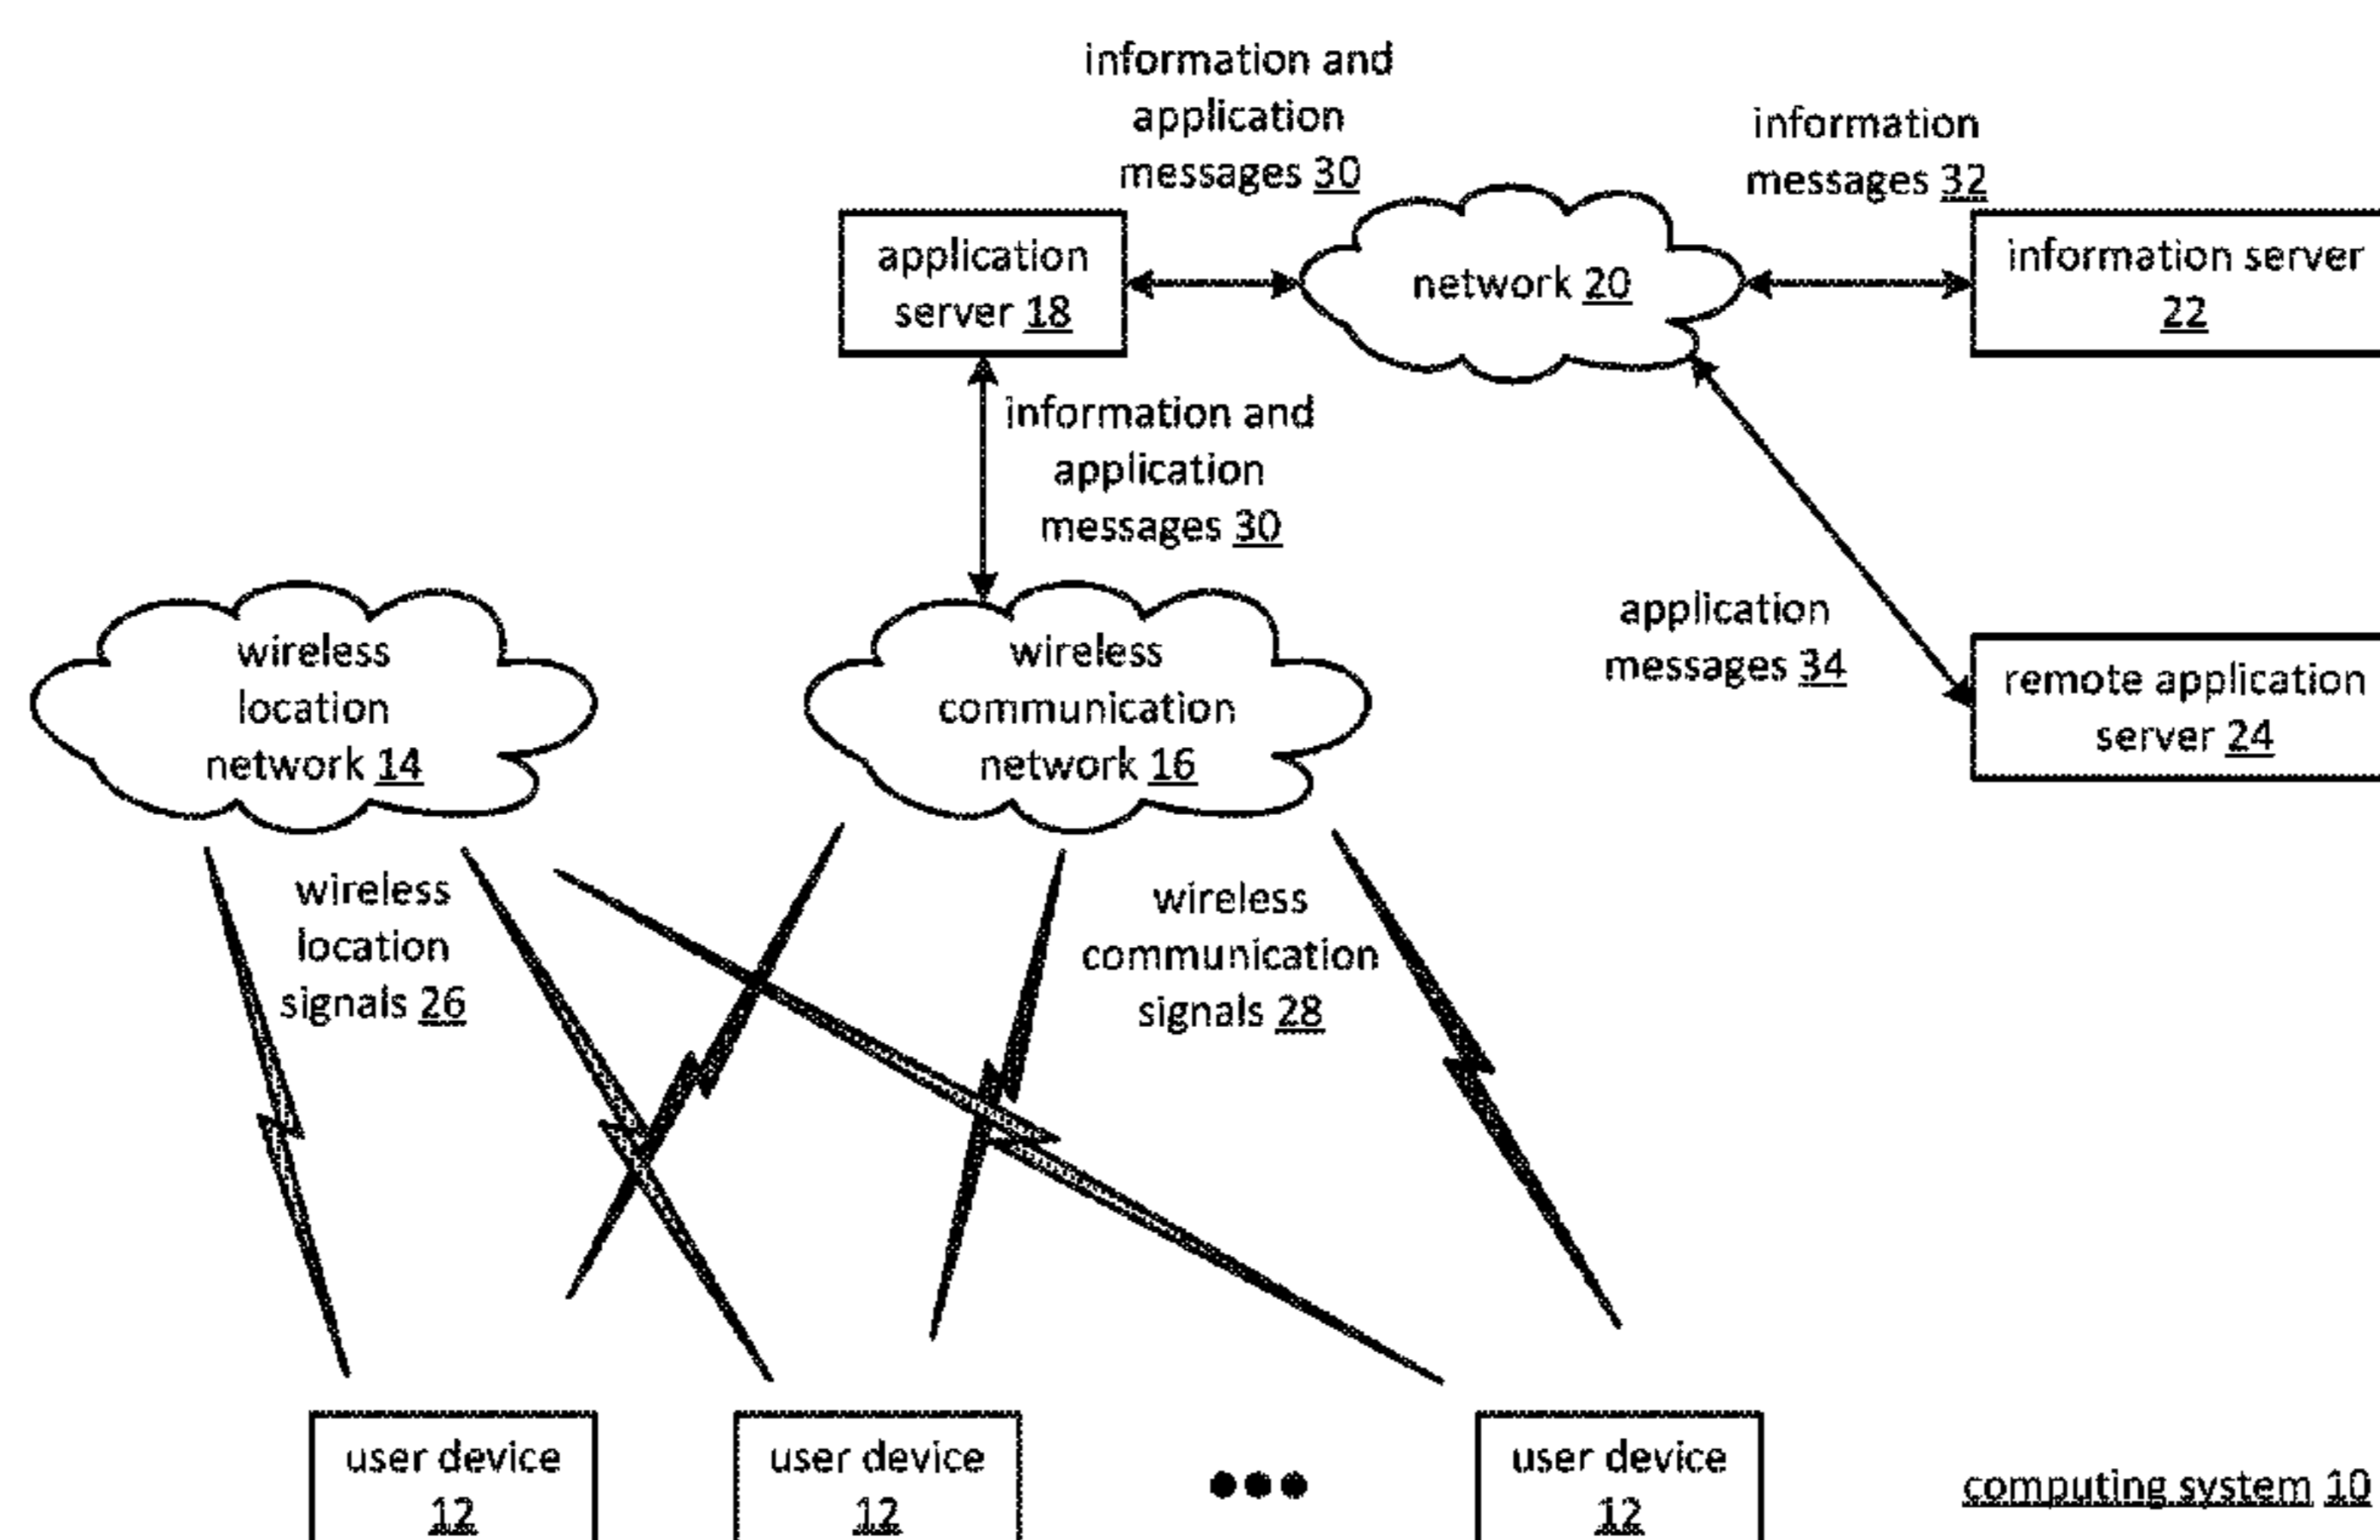 information and
application
messages 30
information
messages 32
application
server 18
network 20
information server
22
information and
application
messages 30
application
messages 34
remote application
server 24
wireless
location
network 14
wireless
communication
network 16
wireless
location
signals 26
wireless
communication
signals 28
user device
12
user device
12
user device
12
computing system 10